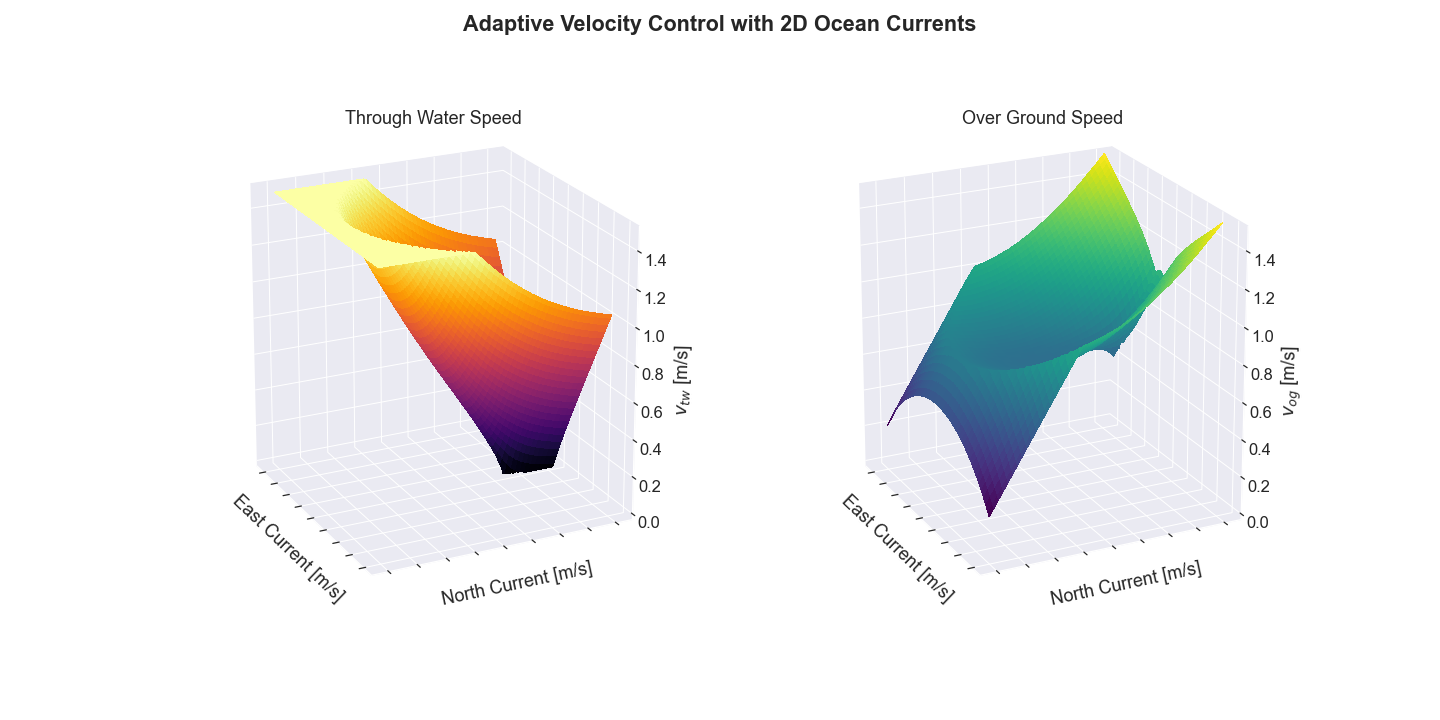 Adaptive Velocity Control with 2D Ocean Currents
Through Water Speed
1.4
1.2
1.0
0.8
0.6
0.4
0.2
0.0
v_tw [m/s]
East Current [m/s]
North Current [m/s]
Over Ground Speed
1.4
1.2
1.0
0.8
0.6
0.4
0.2
0.0
v_og [m/s]
East Current [m/s]
North Current [m/s]